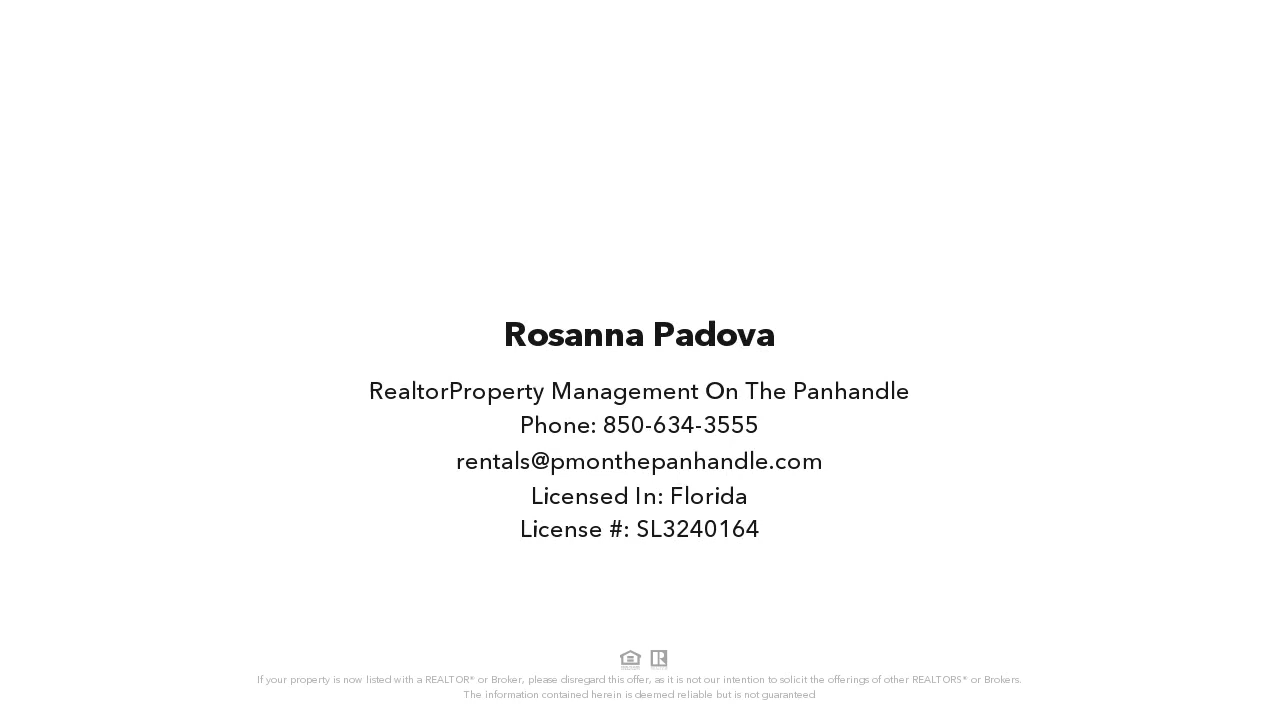 Rosanna Padova
RealtorProperty Management On The Panhandle
Phone: 850-634-3555
rentals@pmonthepanhandle.com
Licensed In: Florida
License #: SL3240164
If your property is now listed with a REALTOR® or Broker, please disregard this offer, as it is not our intention to solicit the offerings of other REALTORS® or Brokers.
The information contained herein is deemed reliable but is not guaranteed